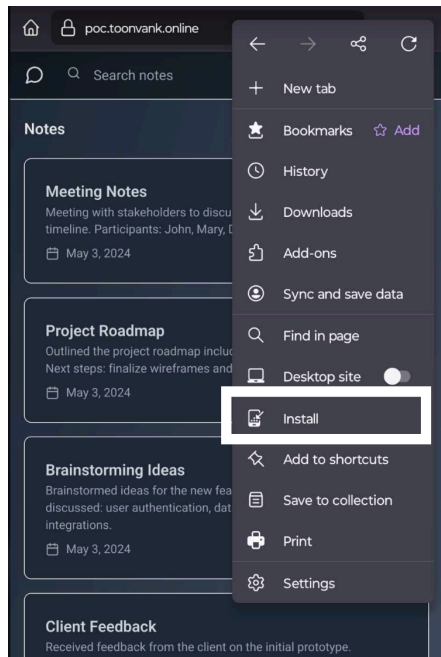 poc.toonvank.online
Search notes
Notes
Meeting Notes
Meeting with stakeholders to discu
timeline. Participants: John, Mary,
May 3, 2024
Project Roadmap
Outlined the project roadmap includ
Next steps: finalize wireframes and
May 3, 2024
Brainstorming Ideas
Brainstormed ideas for the new fea
discussed: user authentication, dat
integrations.
May 3, 2024
Client Feedback
Received feedback from the client on the initial prototype.
New tab
Bookmarks Add
History
Downloads
Add-ons
Sync and save data
Find in page
Desktop site
Install
Add to shortcuts
Save to collection
Print
Settings